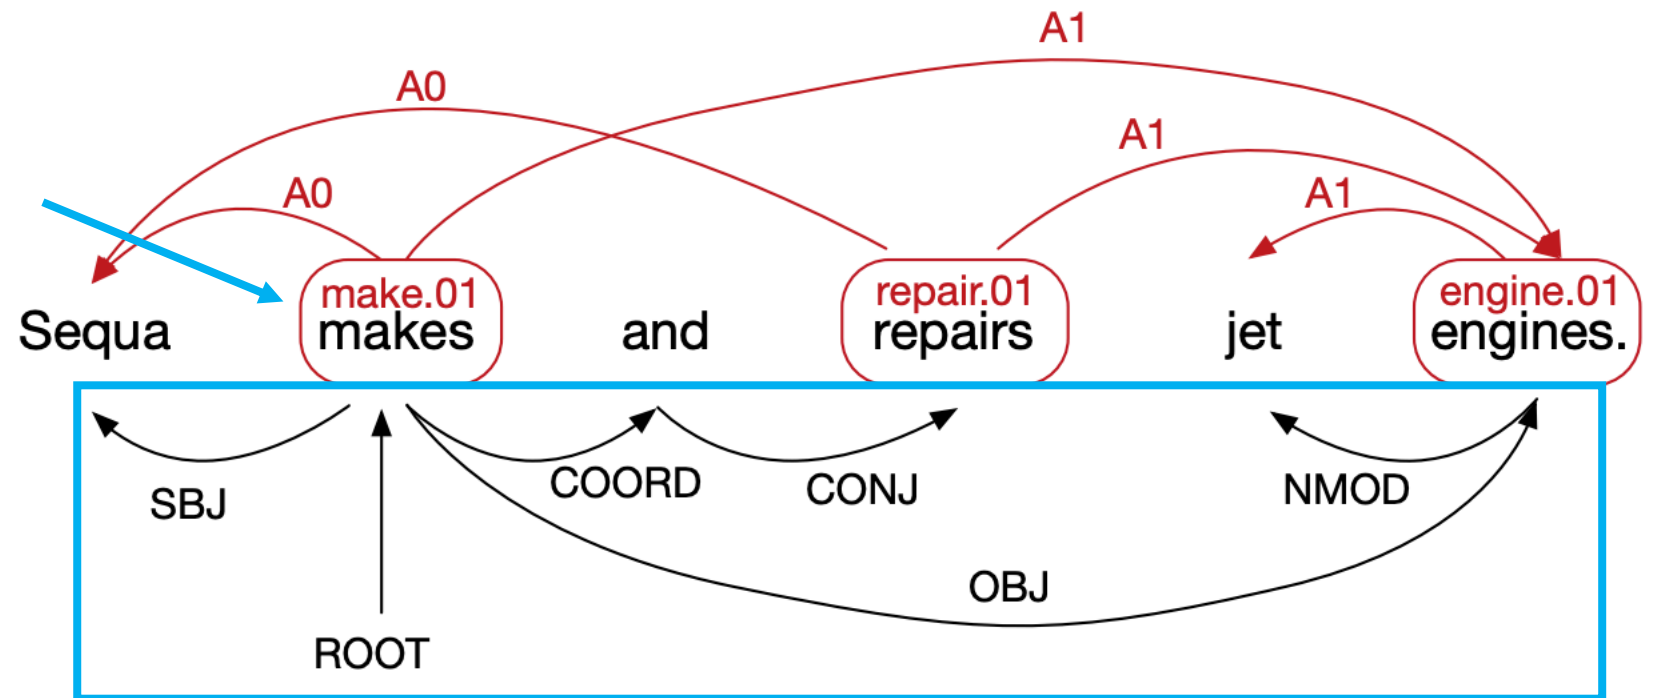 A1
A0
A1
A0
A1
make.01
repair.01
engine.01
Sequa makes and repairs jet engines.
SBJ
COORD
CONJ
NMOD
OBJ
ROOT